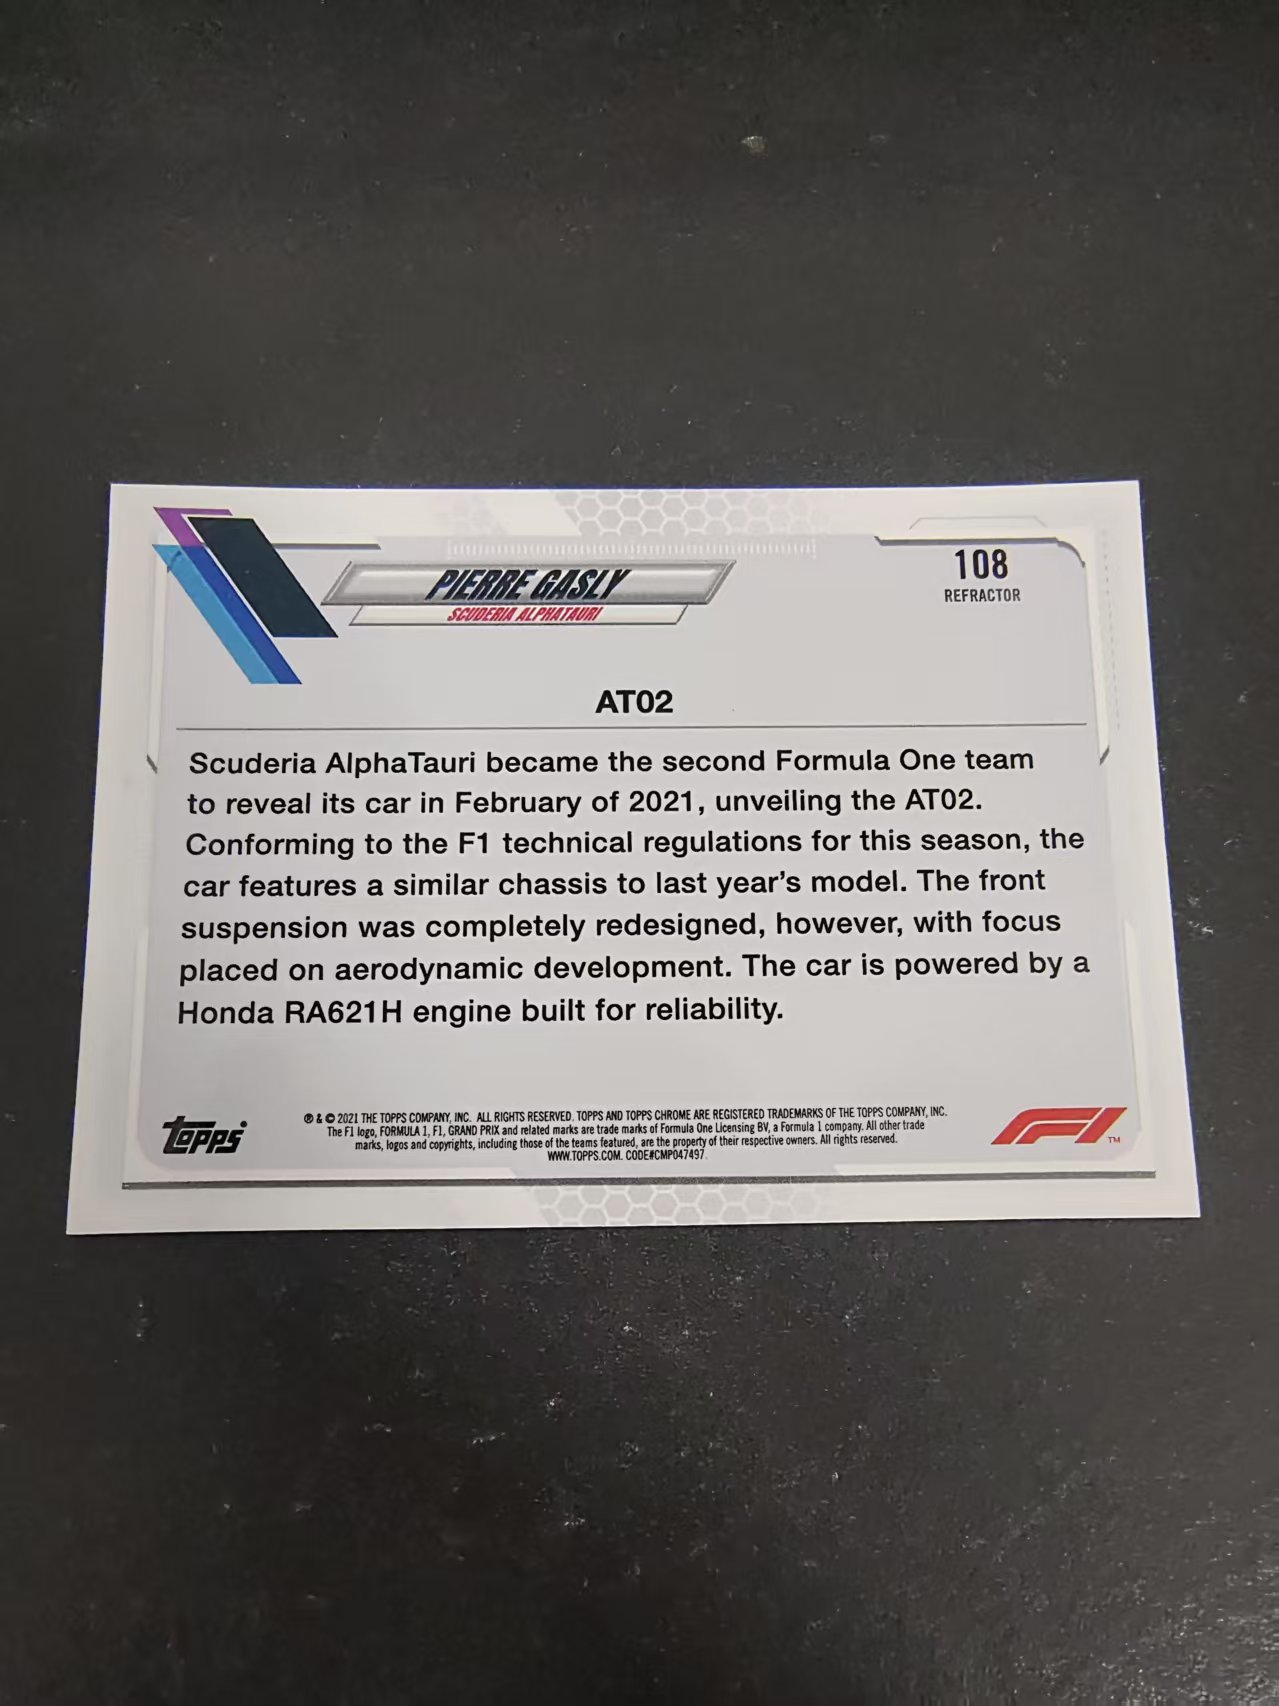 PIERRE GASLY
SCUDERIA ALPHATAURI
108
REFRACTOR
AT02
Scuderia AlphaTauri became the second Formula One team
to reveal its car in February of 2021, unveiling the AT02.
Conforming to the F1 technical regulations for this season, the
car features a similar chassis to last year's model. The front
suspension was completely redesigned, however, with focus
placed on aerodynamic development. The car is powered by a
Honda RA621H engine built for reliability.
topps
® & © 2021 THE TOPPS COMPANY, INC. ALL RIGHTS RESERVED. TOPPS AND TOPPS CHROME ARE REGISTERED TRADEMARKS OF THE TOPPS COMPANY, INC.
The F1 logo, FORMULA 1, F1, GRAND PRIX and related marks are trade marks of Formula One Licensing BV, a Formula 1 company. All other trade
marks, logos and copyrights, including those of the teams featured, are the property of their respective owners. All rights reserved.
WWW.TOPPS.COM. CODE#CMP047497
F1 TM